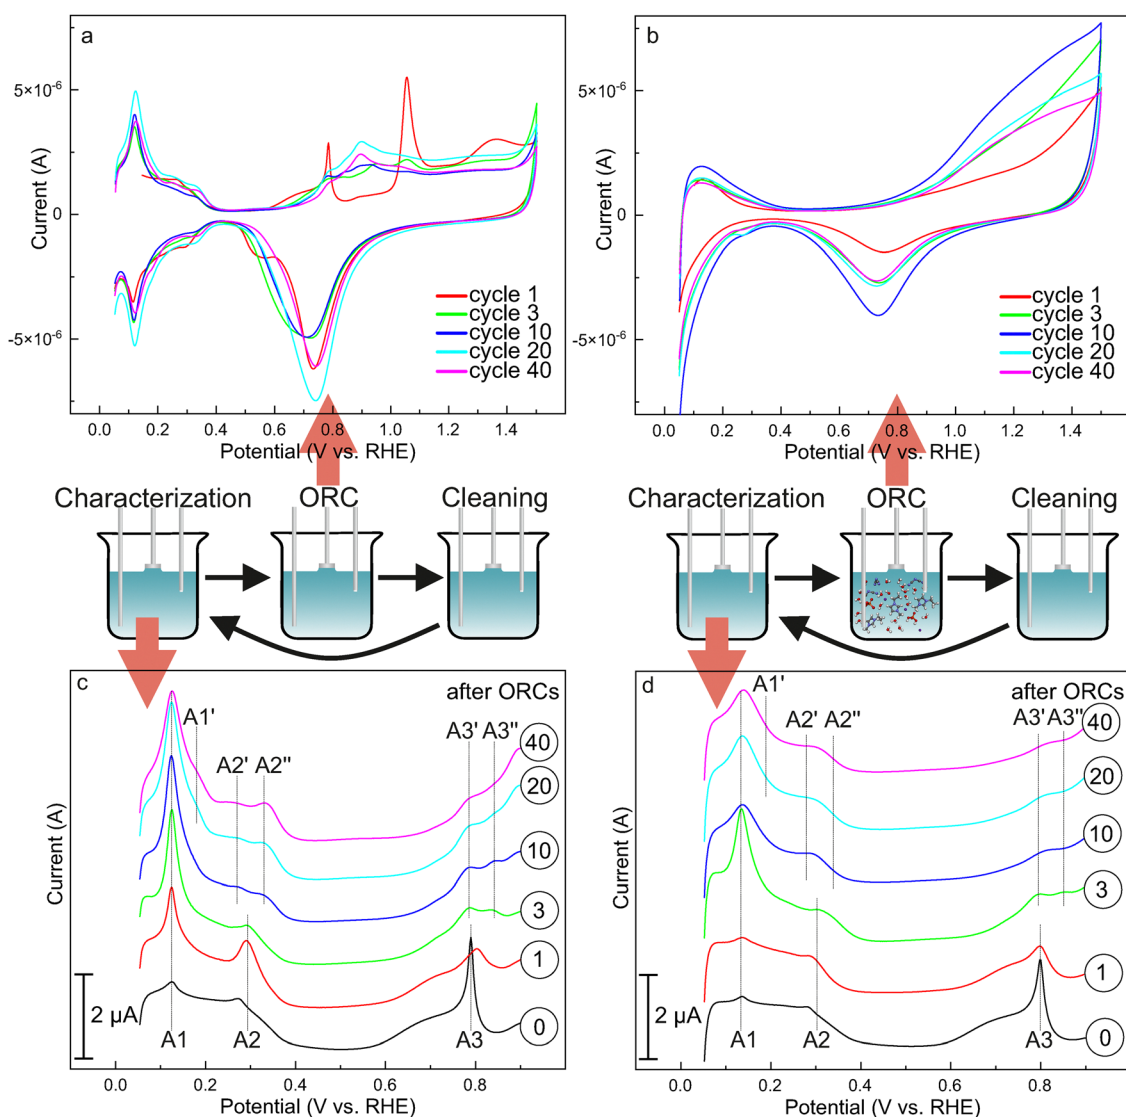 a
5×10⁻⁶
0
-5×10⁻⁶
Current (A)
cycle 1
cycle 3
cycle 10
cycle 20
cycle 40
0.0 0.2 0.4 0.6 0.8 1.0 1.2 1.4
Potential (V vs. RHE)
b
5×10⁻⁶
0
-5×10⁻⁶
Current (A)
cycle 1
cycle 3
cycle 10
cycle 20
cycle 40
0.0 0.2 0.4 0.6 0.8 1.0 1.2 1.4
Potential (V vs. RHE)
Characterization ORC Cleaning
Characterization ORC Cleaning
c
after ORCs
A1' A2' A2'' A3' A3''
40
20
10
3
1
0
2 µA
A1 A2 A3
Current (A)
0.0 0.2 0.4 0.6 0.8
Potential (V vs. RHE)
d
after ORCs
A1' A2' A2'' A3' A3''
40
20
10
3
1
0
2 µA
A1 A2 A3
Current (A)
0.0 0.2 0.4 0.6 0.8
Potential (V vs. RHE)